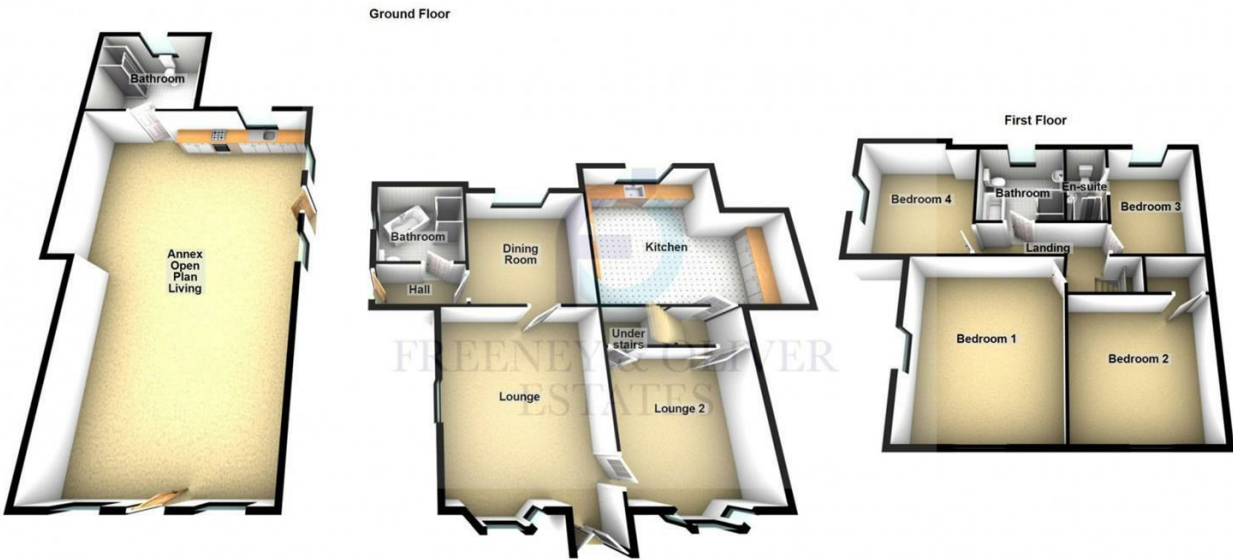 Ground Floor
Bathroom
Annex
Open
Plan
Living
Bathroom
Hall
Dining
Room
Kitchen
Under
stairs
Lounge
Lounge 2
FREENEY & OLIVER
ESTATES
First Floor
Bedroom 4
Bathroom
En-suite
Bedroom 3
Landing
Bedroom 1
Bedroom 2